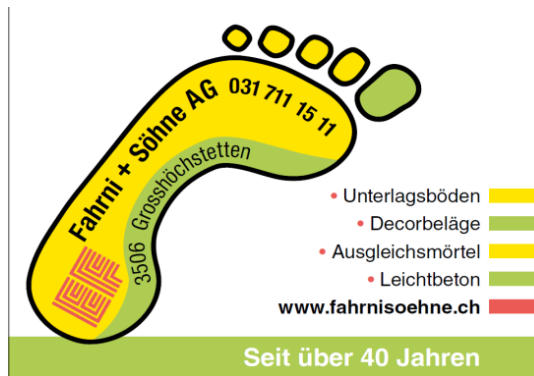 Fahrni + Söhne AG 031 711 15 11
3506 Grosshöchstetten
• Unterlagsböden
• Decorbeläge
• Ausgleichsmörtel
• Leichtbeton
www.fahrnisoehne.ch
Seit über 40 Jahren